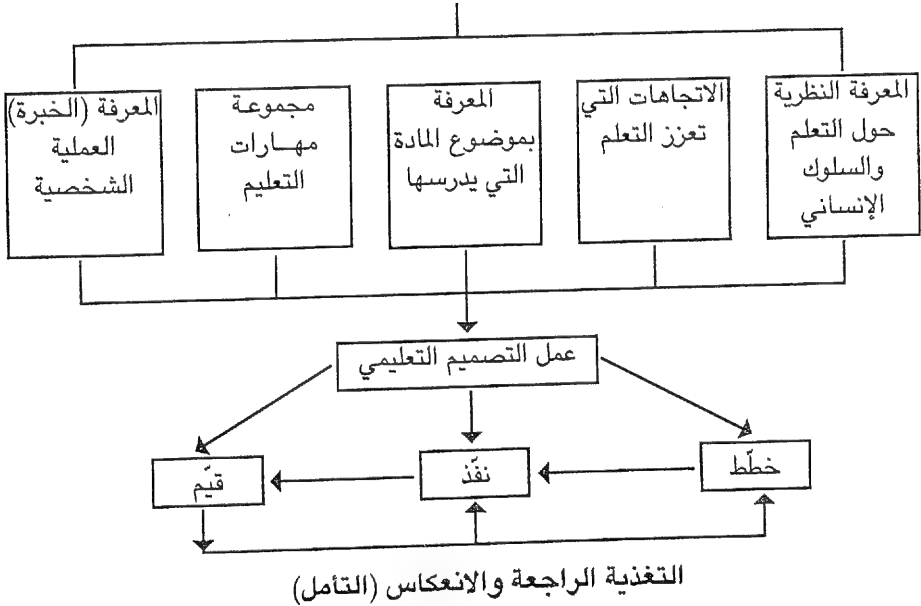 المعرفة النظرية
حول التعلم
والسلوك
الإنساني
الاتجاهات التي
تعزز التعلم
المعرفة
بموضوع المادة
التي يدرسها
مجموعة
مهـــارات
التعليم
المعرفة (الخبرة)
العملية
الشخصية
عمل التصميم التعليمي
خطّط
نفّذ
قيّم
التغذية الراجعة والانعكاس (التأمل)